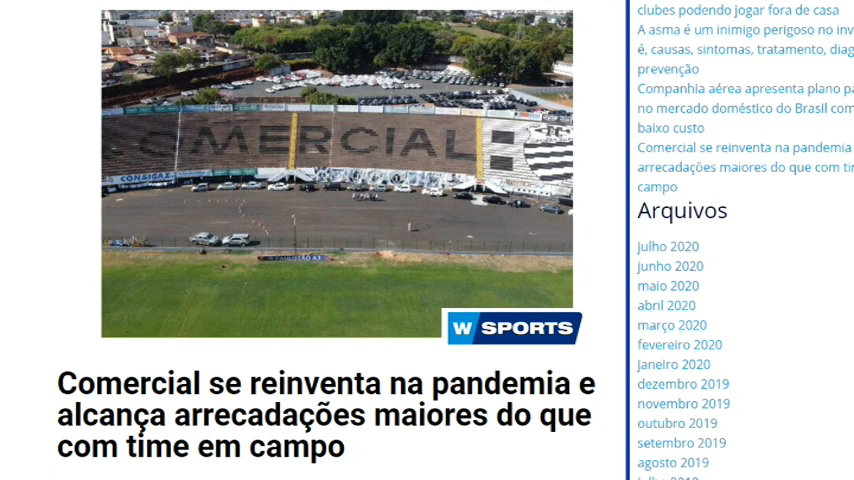 COMERCIAL
CONSIGAZ
W SPORTS
Comercial se reinventa na pandemia e
alcança arrecadações maiores do que
com time em campo
clubes podendo jogar fora de casa
A asma é um inimigo perigoso no inv
é, causas, sintomas, tratamento, diag
prevenção
Companhia aérea apresenta plano pa
no mercado doméstico do Brasil com
baixo custo
Comercial se reinventa na pandemia
arrecadações maiores do que com tim
campo
Arquivos
julho 2020
junho 2020
maio 2020
abril 2020
março 2020
fevereiro 2020
janeiro 2020
dezembro 2019
novembro 2019
outubro 2019
setembro 2019
agosto 2019
julho 2019